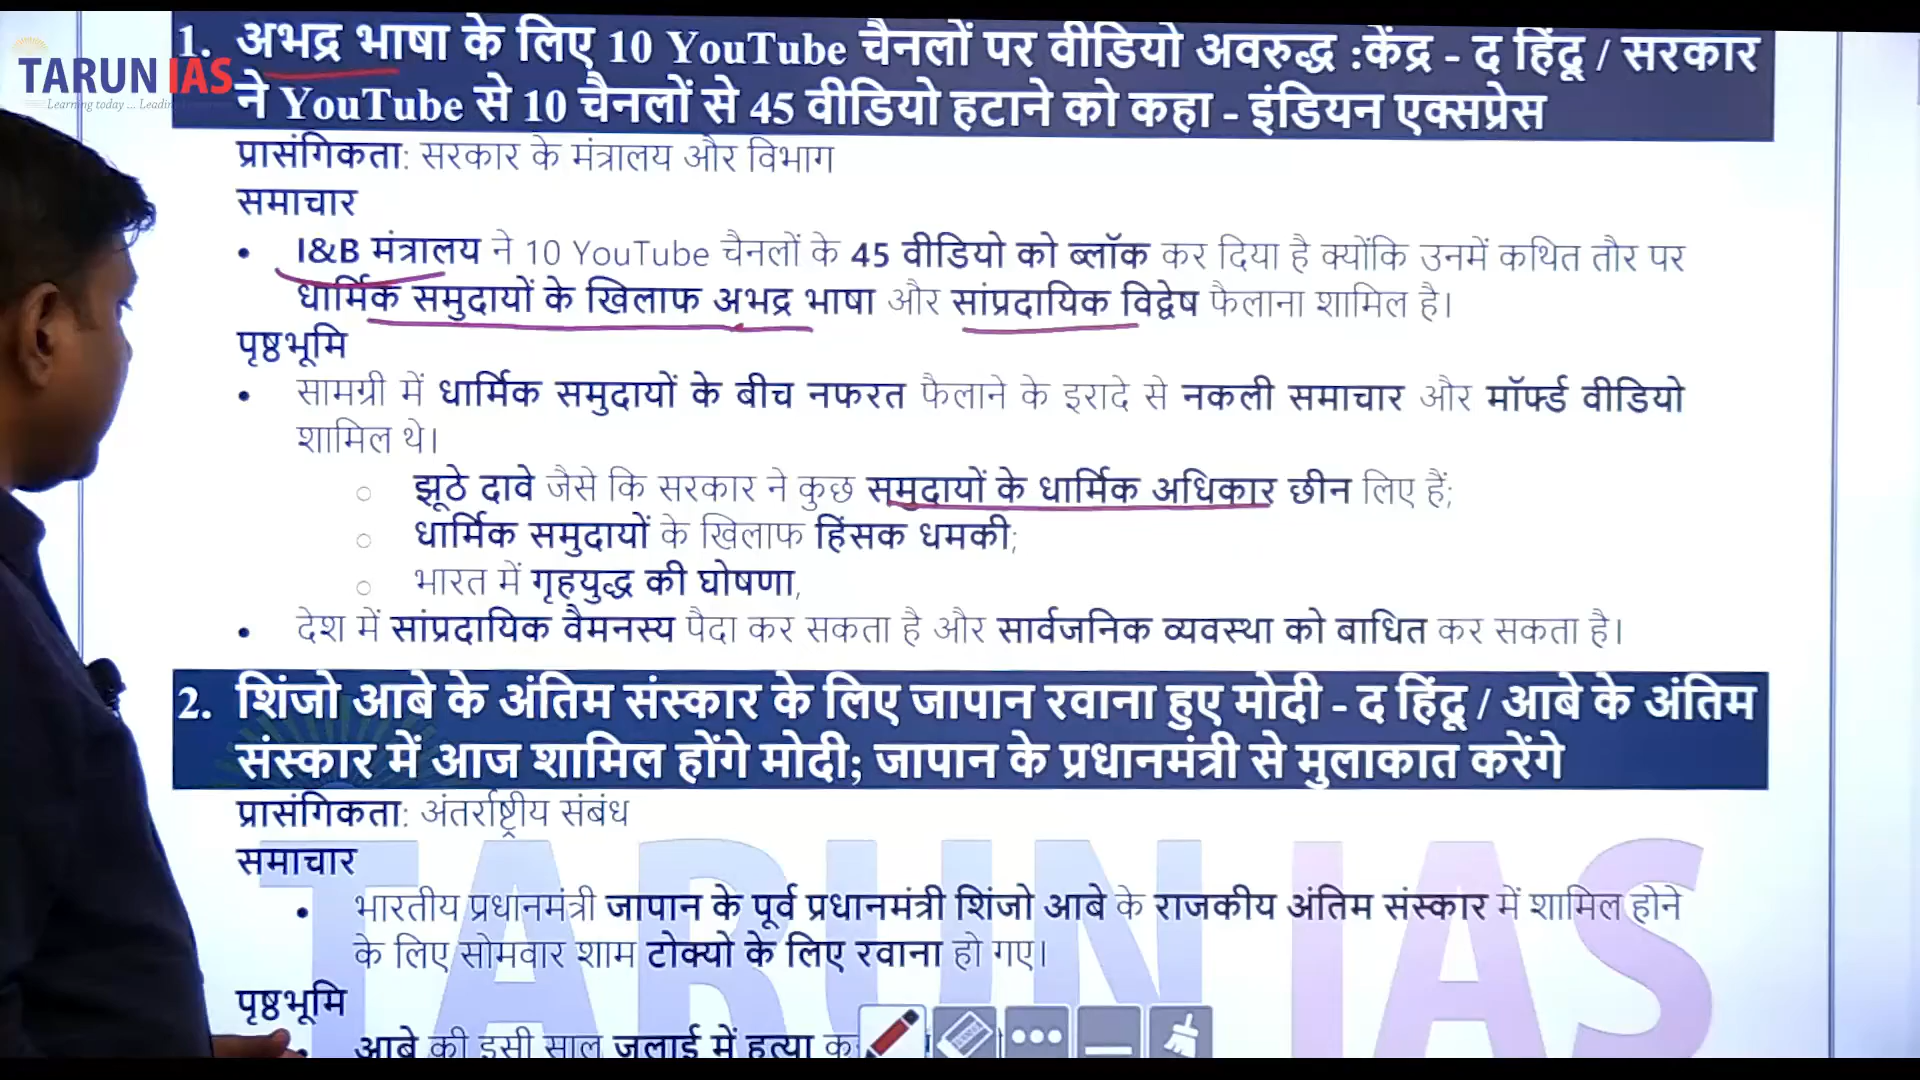 TARUN IAS
Learning today ... Leadi
1. अभद्र भाषा के लिए 10 YouTube चैनलों पर वीडियो अवरुद्ध :केंद्र - द हिंदू / सरकार
ने YouTube से 10 चैनलों से 45 वीडियो हटाने को कहा - इंडियन एक्सप्रेस
प्रासंगिकता: सरकार के मंत्रालय और विभाग
समाचार
• I&B मंत्रालय ने 10 YouTube चैनलों के 45 वीडियो को ब्लॉक कर दिया है क्योंकि उनमें कथित तौर पर
धार्मिक समुदायों के खिलाफ अभद्र भाषा और सांप्रदायिक विद्वेष फैलाना शामिल है।
पृष्ठभूमि
• सामग्री में धार्मिक समुदायों के बीच नफरत फैलाने के इरादे से नकली समाचार और मॉर्फ्ड वीडियो
शामिल थे।
○ झूठे दावे जैसे कि सरकार ने कुछ समुदायों के धार्मिक अधिकार छीन लिए हैं;
○ धार्मिक समुदायों के खिलाफ हिंसक धमकी;
○ भारत में गृहयुद्ध की घोषणा,
• देश में सांप्रदायिक वैमनस्य पैदा कर सकता है और सार्वजनिक व्यवस्था को बाधित कर सकता है।
2. शिंजो आबे के अंतिम संस्कार के लिए जापान रवाना हुए मोदी - द हिंदू / आबे के अंतिम
संस्कार में आज शामिल होंगे मोदी; जापान के प्रधानमंत्री से मुलाकात करेंगे
प्रासंगिकता: अंतर्राष्ट्रीय संबंध
समाचार
• भारतीय प्रधानमंत्री जापान के पूर्व प्रधानमंत्री शिंजो आबे के राजकीय अंतिम संस्कार में शामिल होने
के लिए सोमवार शाम टोक्यो के लिए रवाना हो गए।
पृष्ठभूमि
• आबे की इसी साल जुलाई में हत्या
TARUN IAS